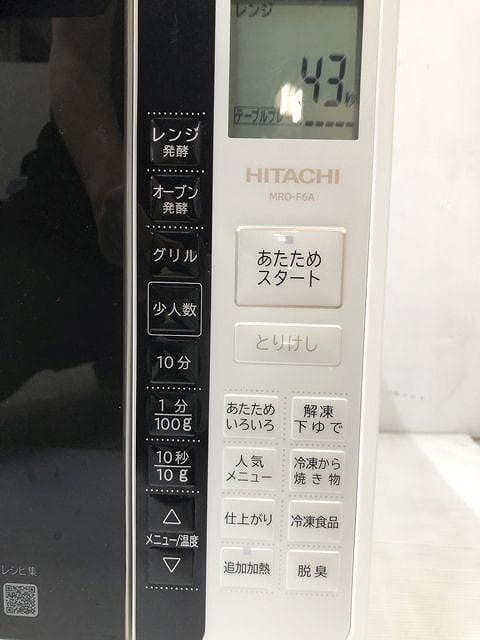 レンジ
43秒
テーブルプレ
HITACHI
MRO-F6A
レンジ
発酵
オーブン
発酵
グリル
少人数
10分
1分
100g
10秒
10g
メニュー/温度
あたため
スタート
とりけし
あたため
いろいろ
解凍
下ゆで
人気
メニュー
冷凍から
焼き物
仕上がり
冷凍食品
追加加熱
脱臭
レシピ集